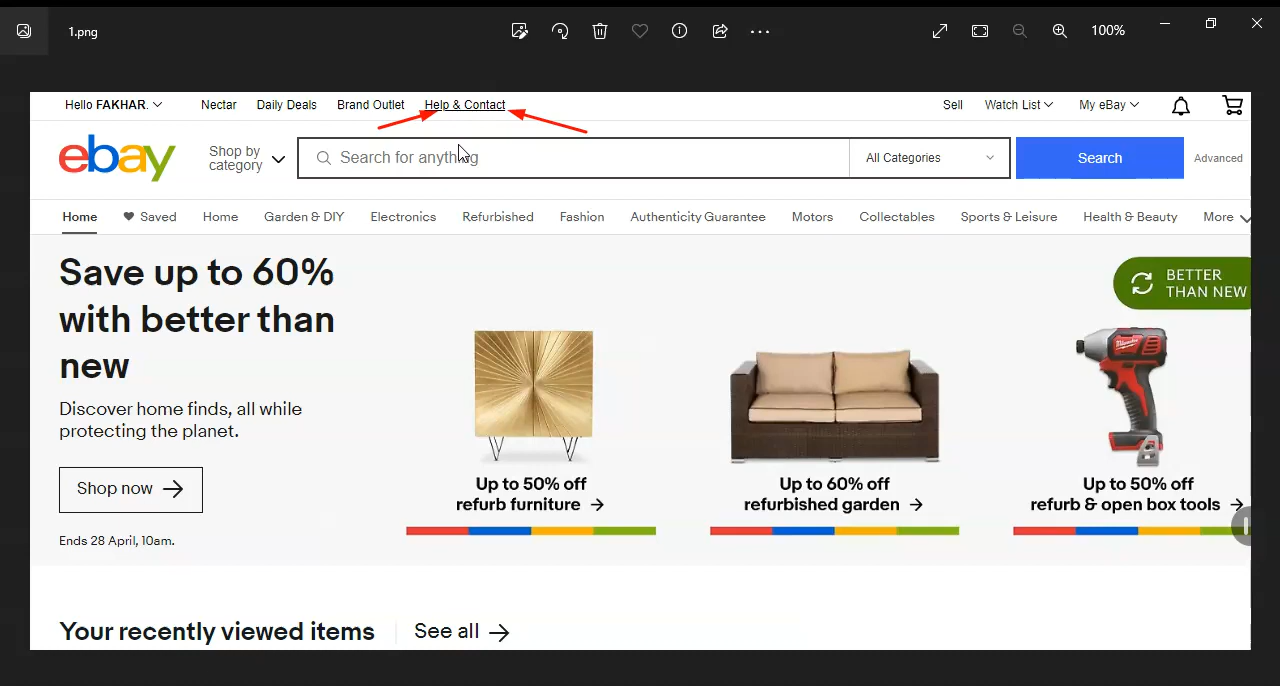 1.png
100%
Hello FAKHAR.
Nectar
Daily Deals
Brand Outlet
Help & Contact
Sell
Watch List
My eBay
ebay
Shop by
category
Search for anything
All Categories
Search
Advanced
Home
Saved
Home
Garden & DIY
Electronics
Refurbished
Fashion
Authenticity Guarantee
Motors
Collectables
Sports & Leisure
Health & Beauty
More
Save up to 60%
with better than
new
Discover home finds, all while
protecting the planet.
Shop now
Ends 28 April, 10am.
BETTER
THAN NEW
Milwaukee
Up to 50% off
refurb furniture →
Up to 60% off
refurbished garden →
Up to 50% off
refurb & open box tools →
Your recently viewed items
See all →